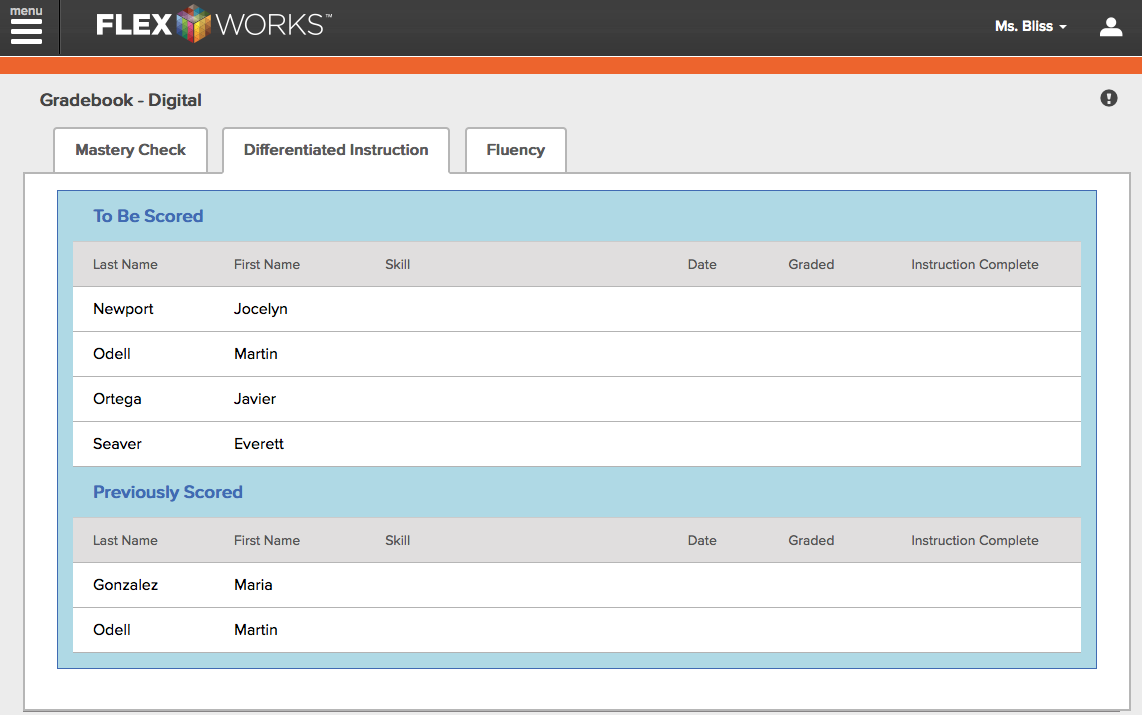 menu
FLEXWORKS™
Ms. Bliss
Gradebook - Digital
Mastery Check Differentiated Instruction Fluency
To Be Scored
Last Name First Name Skill Date Graded Instruction Complete
Newport Jocelyn
Odell Martin
Ortega Javier
Seaver Everett
Previously Scored
Last Name First Name Skill Date Graded Instruction Complete
Gonzalez Maria
Odell Martin